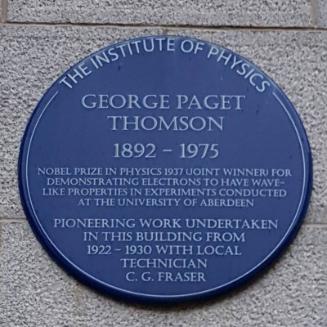 THE INSTITUTE OF PHYSICS
GEORGE PAGET
THOMSON
1892 - 1975
NOBEL PRIZE IN PHYSICS 1937 (JOINT WINNER) FOR
DEMONSTRATING ELECTRONS TO HAVE WAVE-
LIKE PROPERTIES IN EXPERIMENTS CONDUCTED
AT THE UNIVERSITY OF ABERDEEN
PIONEERING WORK UNDERTAKEN
IN THIS BUILDING FROM
1922 - 1930 WITH LOCAL
TECHNICIAN
C. G. FRASER